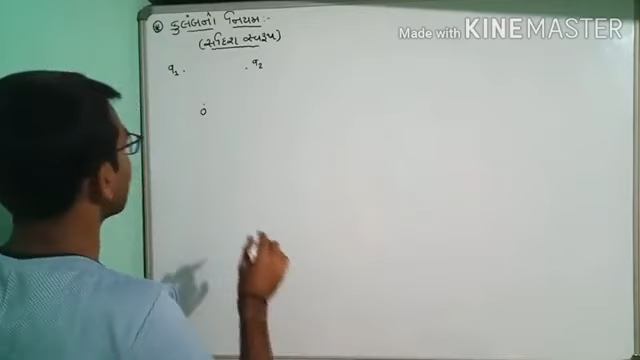 Made with KINEMASTER
* કુલંબનો નિયમ :-
(સદિશ સ્વરૂપ)
q₁ . . q₂
O